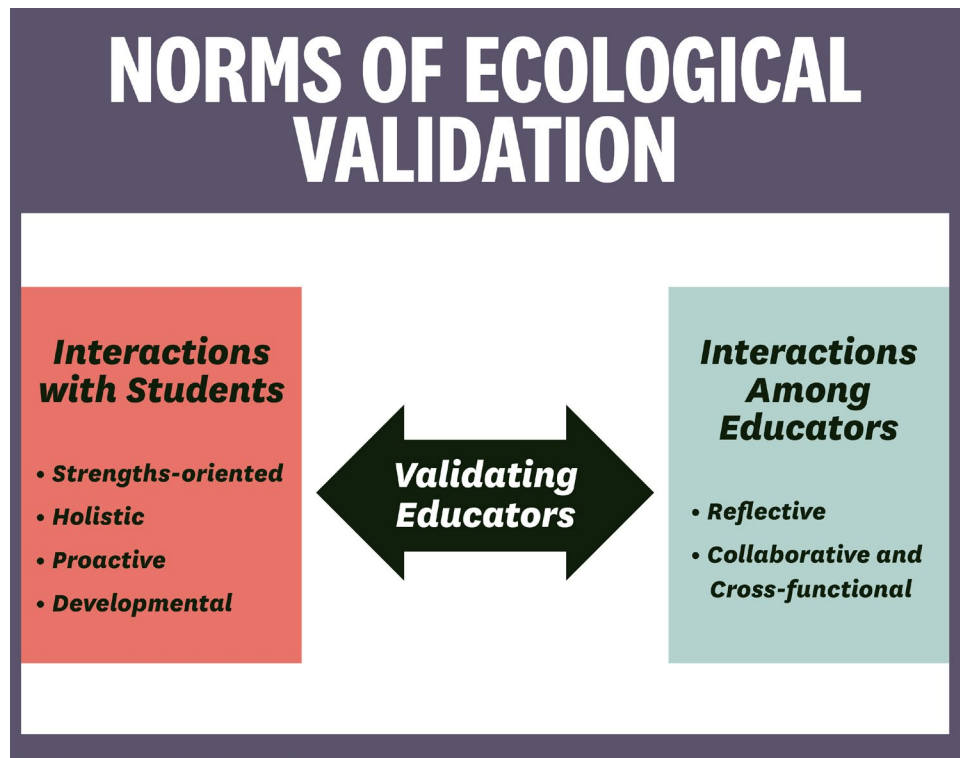 NORMS OF ECOLOGICAL
VALIDATION
Interactions
with Students
• Strengths-oriented
• Holistic
• Proactive
• Developmental
Validating
Educators
Interactions
Among
Educators
• Reflective
• Collaborative and
Cross-functional